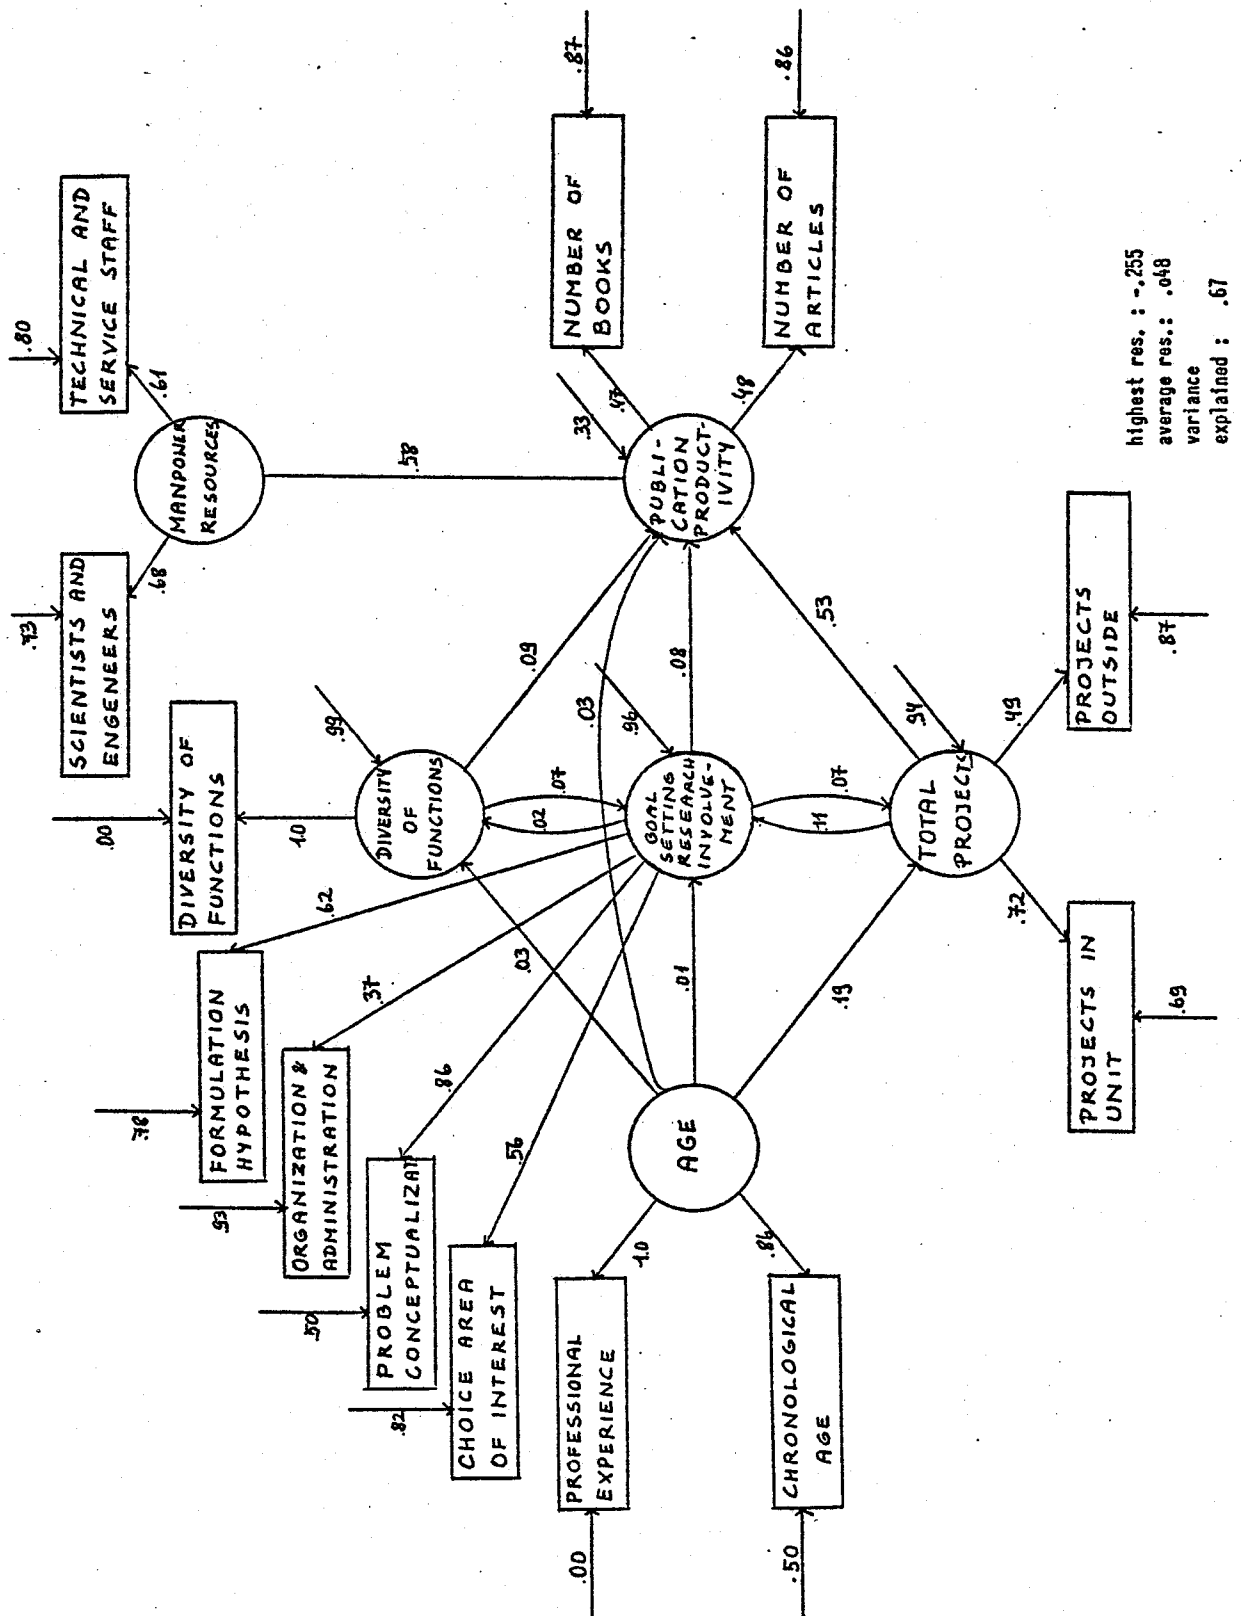 .80
TECHNICAL AND
SERVICE STAFF
.61
MANPONER
RESOURCES
.68
.73
SCIENTISTS AND
ENGENEERS
.58
.87
NUMBER OF
BOOKS
.47
.33
.86
NUMBER OF
ARTICLES
.48
PUBLI-
CATION
PRODUCT-
IVITY
.00
DIVERSITY OF
FUNCTIONS
1.0
.99
DIVERSITY
OF
FUNCTIONS
.09
.03
.96
.08
.53
.02
.07
GOAL
SETTING
RESEARCH
INVOLVE-
MENT
.11
.07
.94
TOTAL
PROJECTS
.49
PROJECTS
OUTSIDE
.87
.72
PROJECTS IN
UNIT
.69
.78
FORMULATION
HYPOTHESIS
.62
.93
ORGANIZATION &
ADMINISTRATION
.37
.50
PROBLEM
CONCEPTUALIZAT
.86
.82
CHOICE AREA
OF INTEREST
.56
.03
.01
.19
AGE
1.0
.86
.00
PROFESSIONAL
EXPERIENCE
.50
CHRONOLOGICAL
AGE
highest res. : -.255
average res.: .048
variance
explained : .67